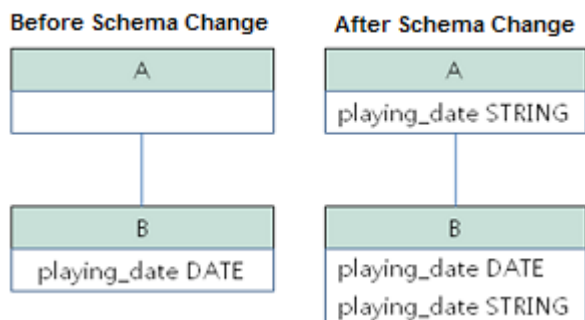 Before Schema Change
After Schema Change
A
A
playing_date STRING
B
B
playing_date DATE
playing_date DATE
playing_date STRING